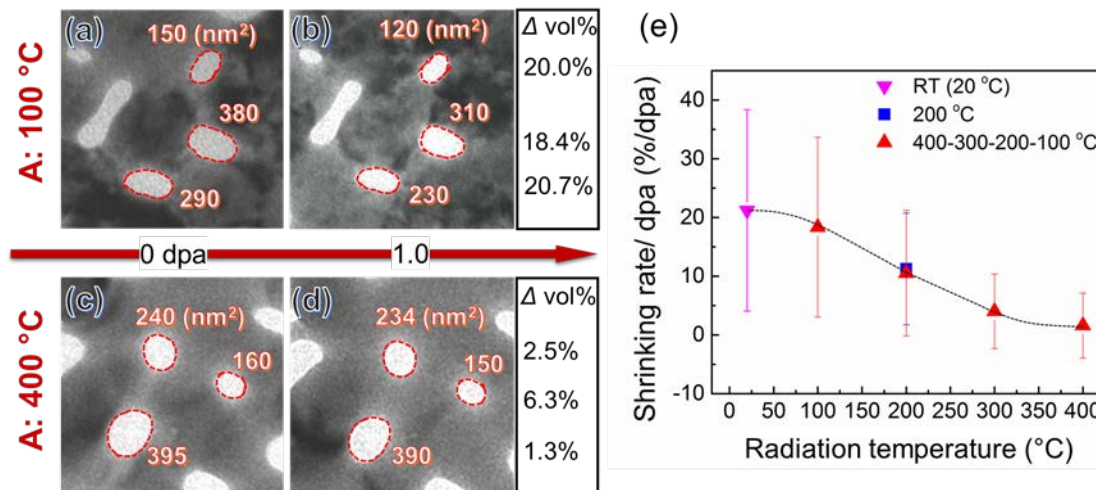 A: 100 °C
(a)
150 (nm²)
380
290
(b)
120 (nm²)
310
230
Δ vol%
20.0%
18.4%
20.7%
0 dpa
1.0
A: 400 °C
(c)
240 (nm²)
160
395
(d)
234 (nm²)
150
390
Δ vol%
2.5%
6.3%
1.3%
(e)
RT (20 °C)
200 °C
400-300-200-100 °C
Shrinking rate/ dpa (%/dpa)
40
30
20
10
0
-10
0 50 100 150 200 250 300 350 400
Radiation temperature (°C)